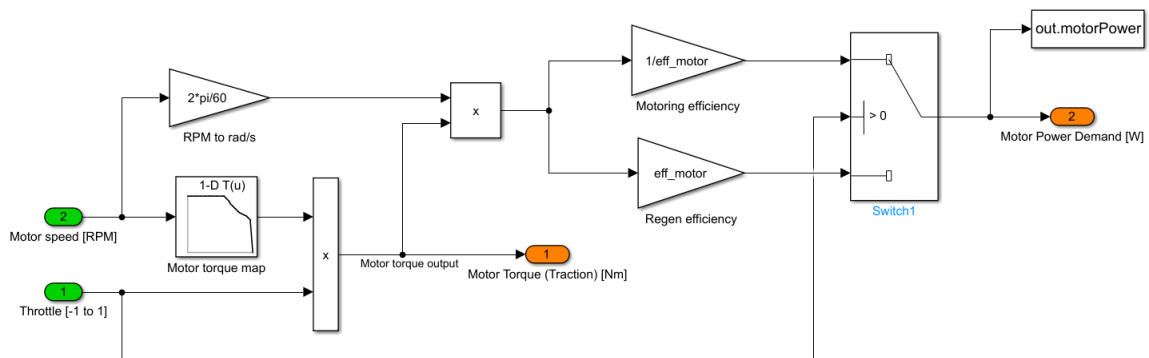 out.motorPower
1/eff_motor
Motoring efficiency
2*pi/60
RPM to rad/s
x
> 0
2
Motor Power Demand [W]
eff_motor
Regen efficiency
Switch1
1-D T(u)
2
Motor speed [RPM]
Motor torque map
x
Motor torque output
1
Motor Torque (Traction) [Nm]
1
Throttle [-1 to 1]